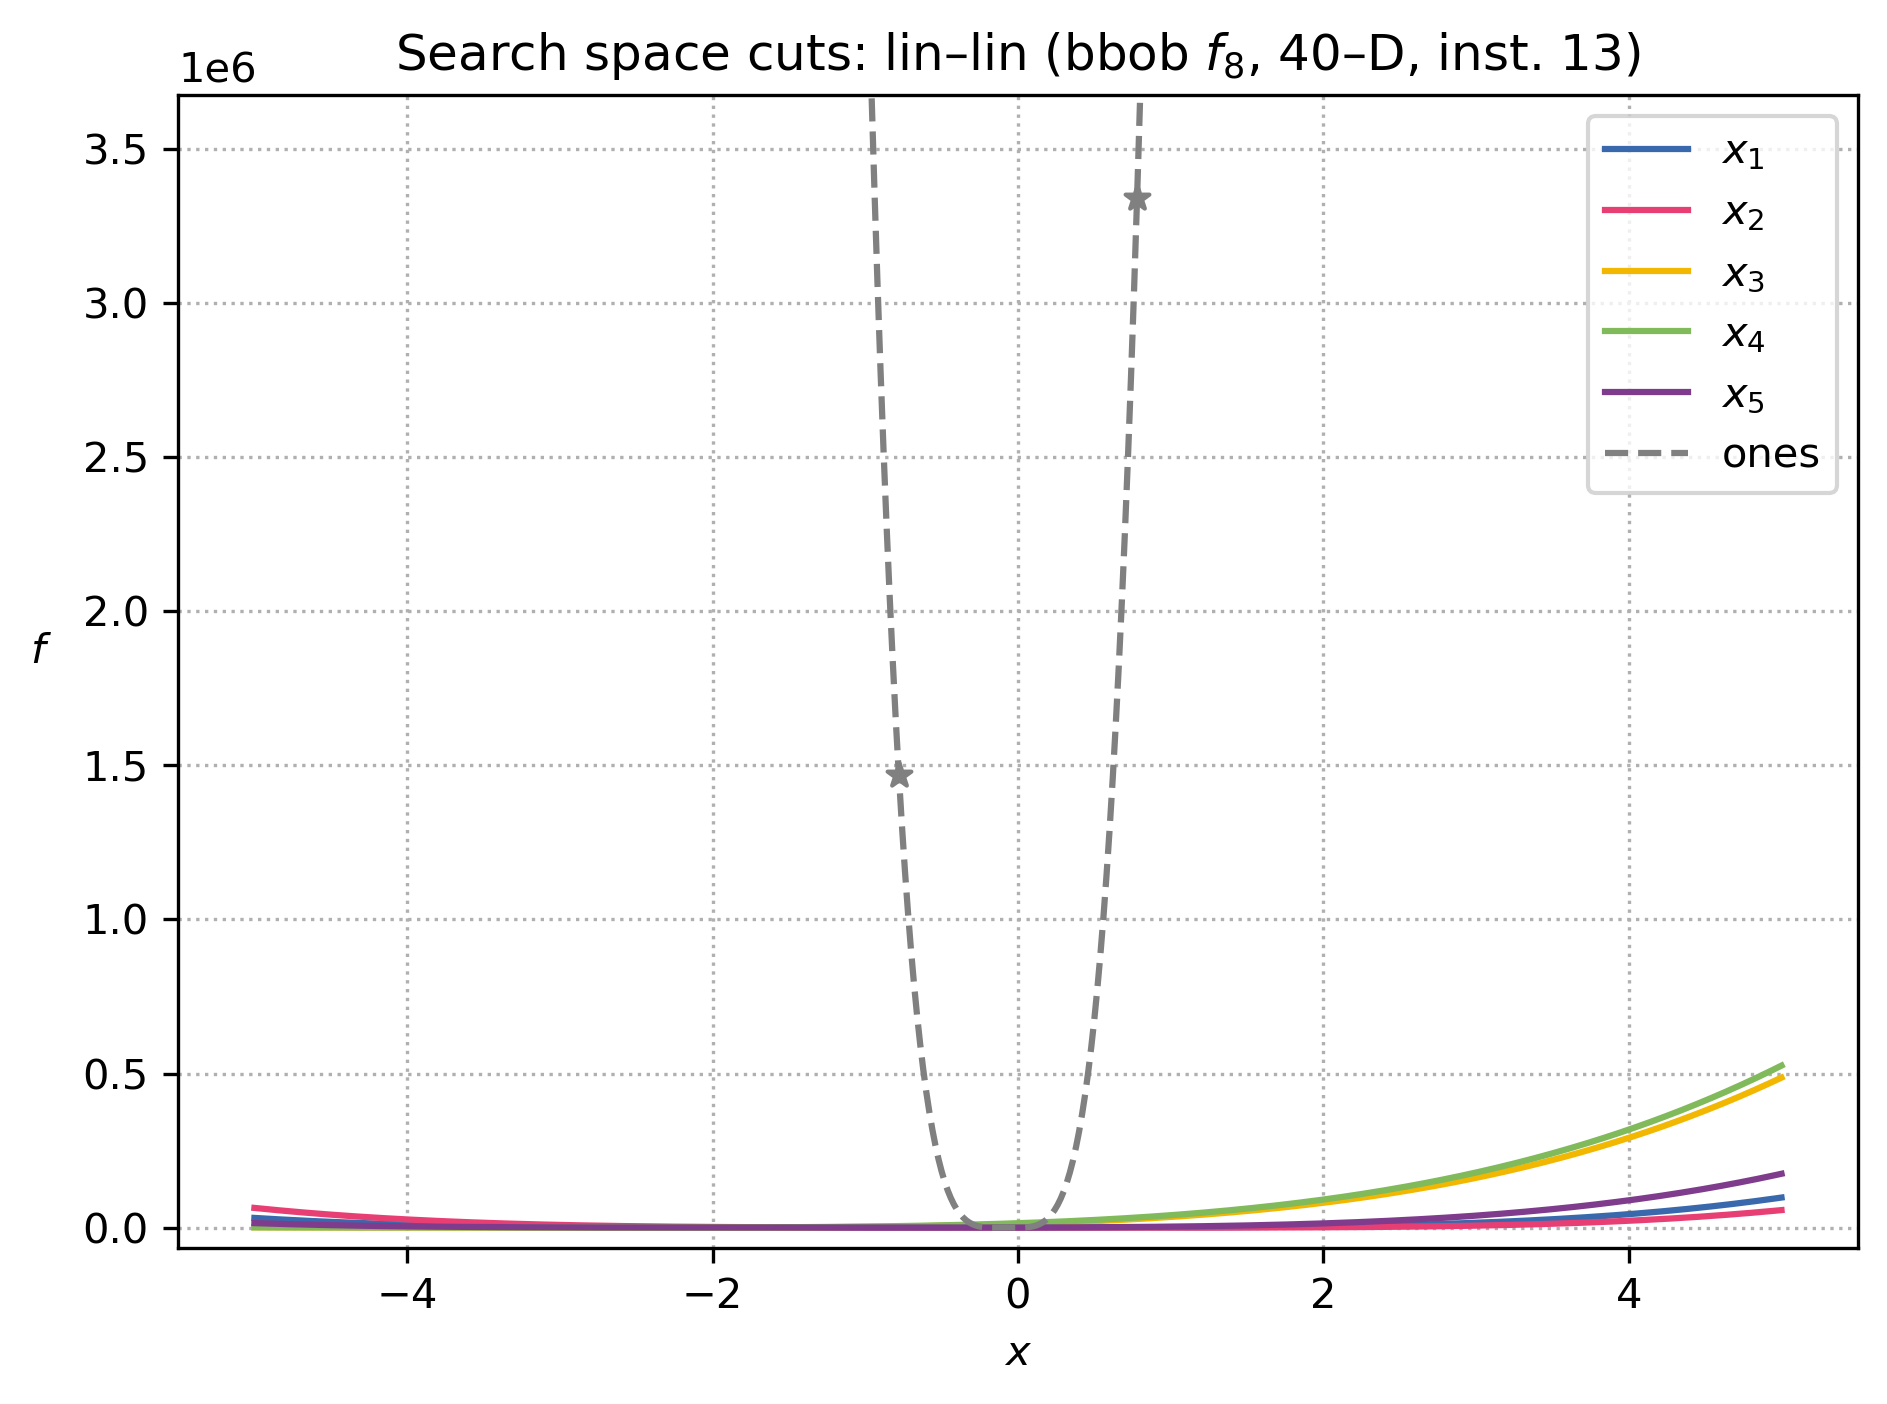 Search space cuts: lin–lin (bbob f₈, 40–D, inst. 13)
1e6
3.5
3.0
2.5
2.0
1.5
1.0
0.5
0.0
f
−4
−2
0
2
4
x
x₁
x₂
x₃
x₄
x₅
ones